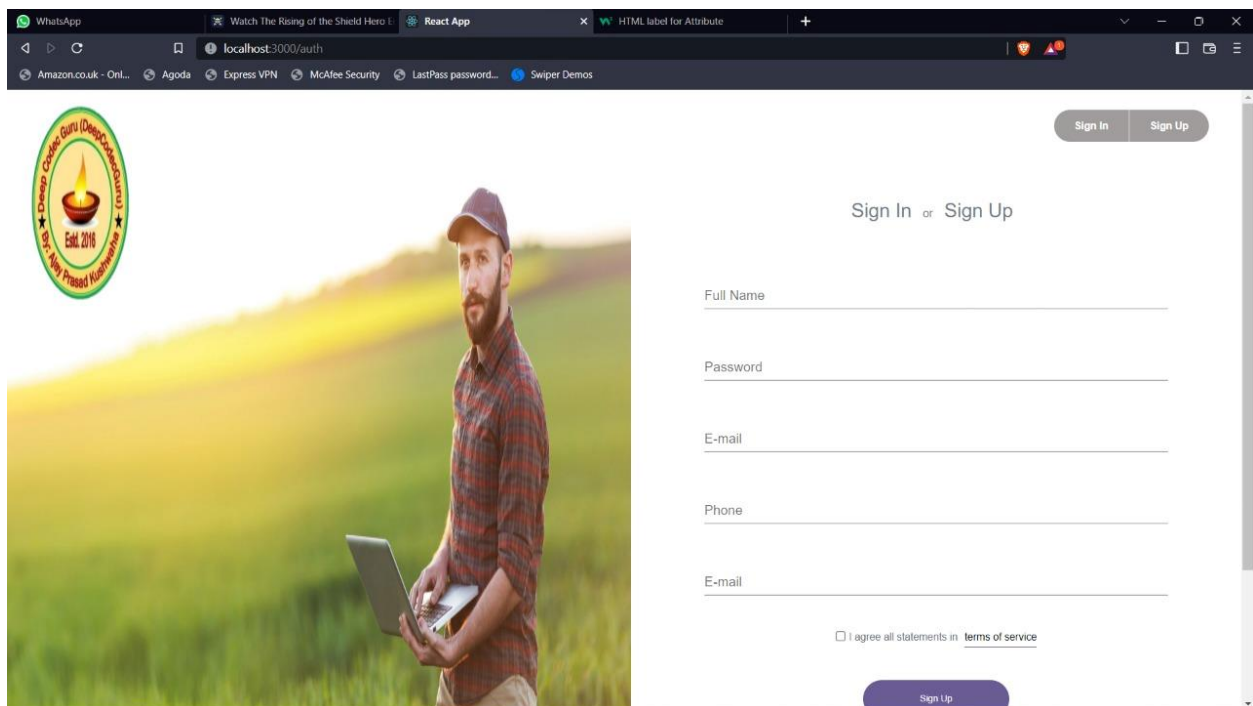 WhatsApp
Watch The Rising of the Shield Hero E
React App
HTML label for Attribute
localhost:3000/auth
Amazon.co.uk - Onl...
Agoda
Express VPN
McAfee Security
LastPass password...
Swiper Demos
Deep Codec Guru (DeepCodecGuru)
Estd. 2016
By: Ajay Prasad Kushwaha
Sign In
Sign Up
Sign In or Sign Up
Full Name
Password
E-mail
Phone
E-mail
I agree all statements in terms of service
Sign Up